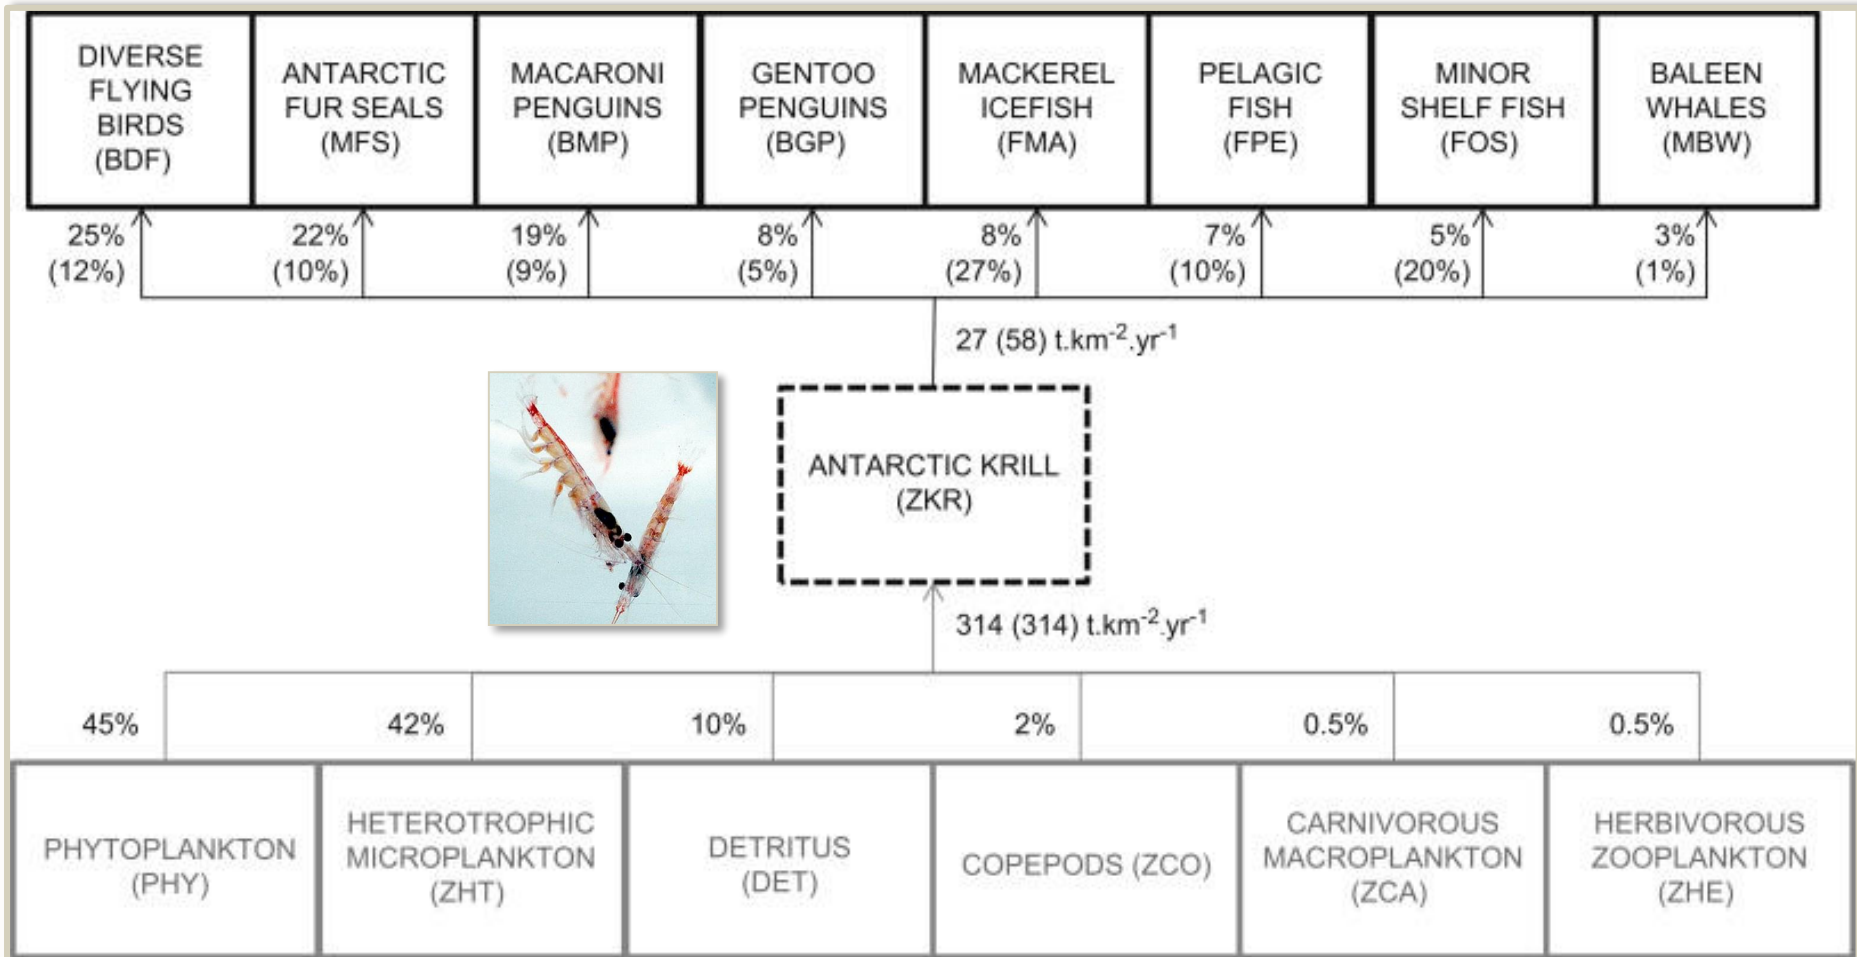 DIVERSE
FLYING
BIRDS
(BDF)
ANTARCTIC
FUR SEALS
(MFS)
MACARONI
PENGUINS
(BMP)
GENTOO
PENGUINS
(BGP)
MACKEREL
ICEFISH
(FMA)
PELAGIC
FISH
(FPE)
MINOR
SHELF FISH
(FOS)
BALEEN
WHALES
(MBW)
25%
(12%)
22%
(10%)
19%
(9%)
8%
(5%)
8%
(27%)
7%
(10%)
5%
(20%)
3%
(1%)
27 (58) t.km⁻².yr⁻¹
ANTARCTIC KRILL
(ZKR)
314 (314) t.km⁻².yr⁻¹
45%
42%
10%
2%
0.5%
0.5%
PHYTOPLANKTON
(PHY)
HETEROTROPHIC
MICROPLANKTON
(ZHT)
DETRITUS
(DET)
COPEPODS (ZCO)
CARNIVOROUS
MACROPLANKTON
(ZCA)
HERBIVOROUS
ZOOPLANKTON
(ZHE)